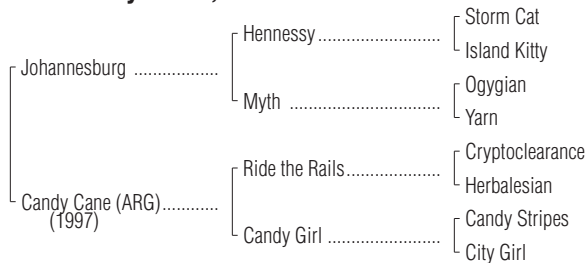 Storm Cat
Hennessy ..............................
Island Kitty
Johannesburg .....................
Ogygian
Myth .....................................
Yarn
Cryptoclearance
Ride the Rails.......................
Herbalesian
Candy Cane (ARG)..............
(1997)
Candy Stripes
Candy Girl ............................
City Girl